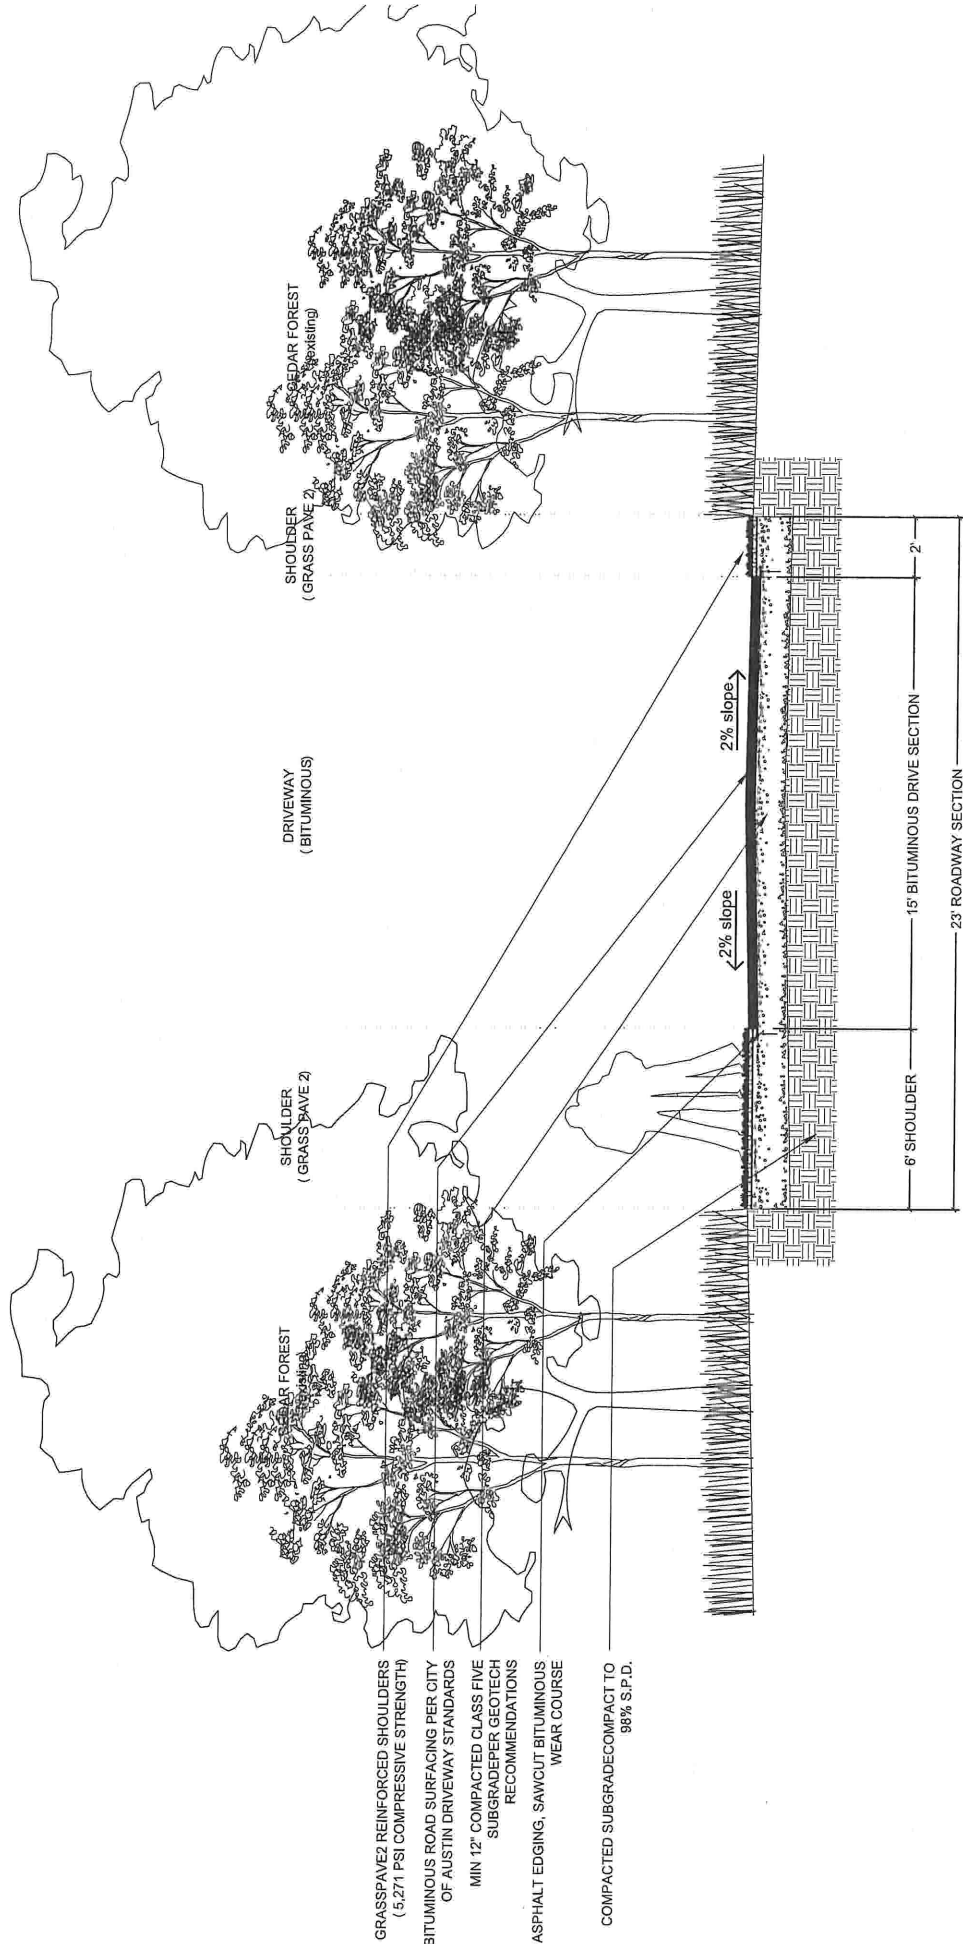 GRASSPAVE2 REINFORCED SHOULDERS
( 5,271 PSI COMPRESSIVE STRENGTH)
BITUMINOUS ROAD SURFACING PER CITY
OF AUSTIN DRIVEWAY STANDARDS
MIN 12" COMPACTED CLASS FIVE
SUBGRADEPER GEOTECH
RECOMMENDATIONS
ASPHALT EDGING, SAWCUT BITUMINOUS
WEAR COURSE
COMPACTED SUBGRADECOMPACT TO
98% S.P.D.
FOREST
SHOULDER
(GRASS PAVE 2)
DRIVEWAY
( BITUMINOUS)
SHOULDER
( GRASS PAVE 2)
CEDAR FOREST
(existing)
2% slope
2% slope
6' SHOULDER
15' BITUMINOUS DRIVE SECTION
2'
23' ROADWAY SECTION